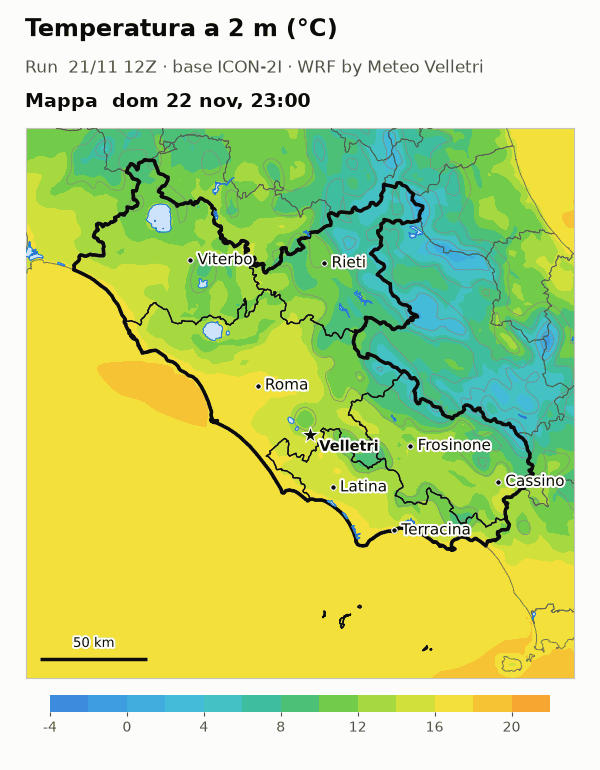 Temperatura a 2 m (°C)
Run 21/11 12Z · base ICON-2I · WRF by Meteo Velletri
Mappa dom 22 nov, 23:00
Viterbo
Rieti
Roma
Velletri
Frosinone
Latina
Cassino
Terracina
50 km
-4 0 4 8 12 16 20